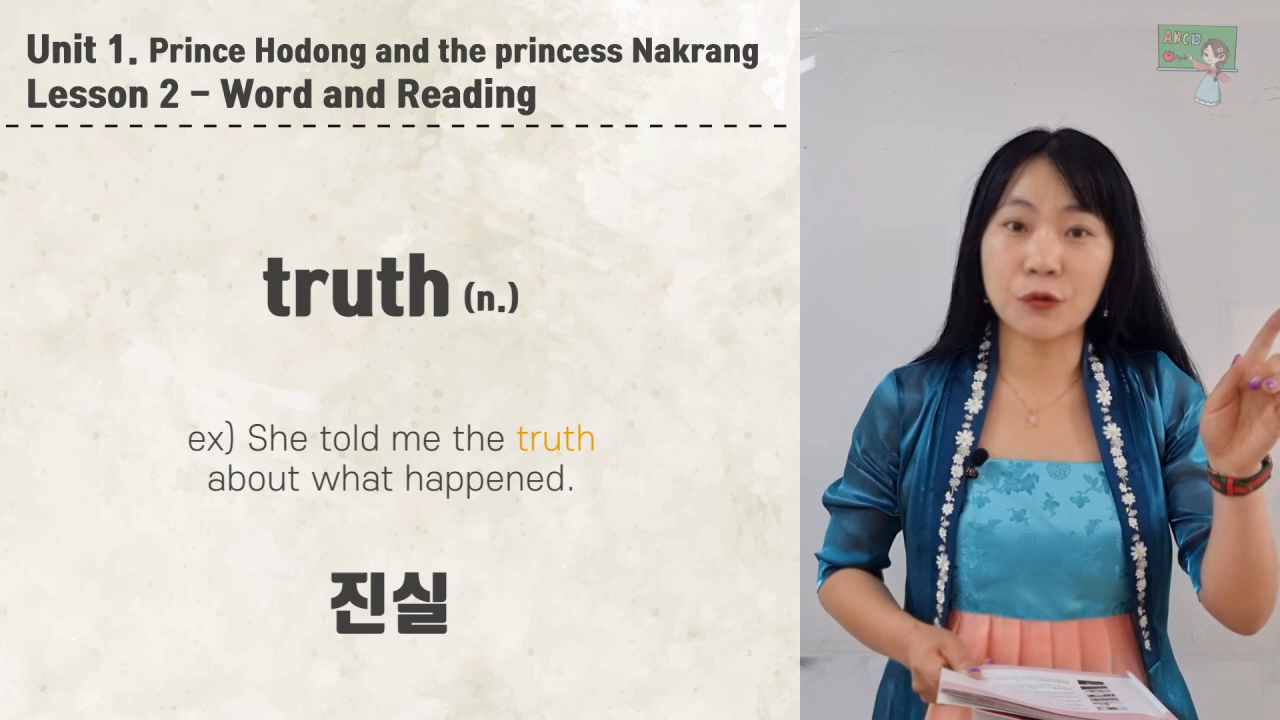 Unit 1. Prince Hodong and the princess Nakrang
Lesson 2 – Word and Reading
truth (n.)
ex) She told me the truth
about what happened.
진실
ABCD